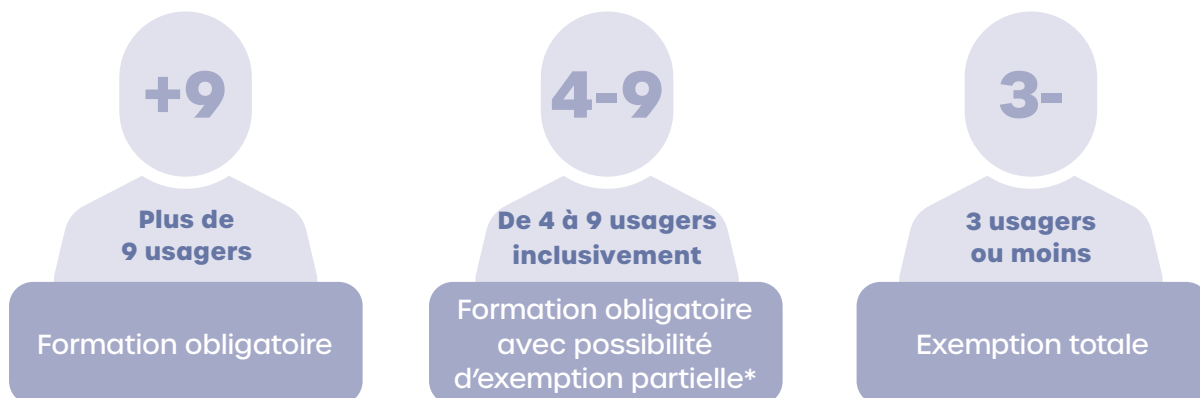 +9
Plus de
9 usagers
Formation obligatoire
4-9
De 4 à 9 usagers
inclusivement
Formation obligatoire
avec possibilité
d'exemption partielle*
3-
3 usagers
ou moins
Exemption totale